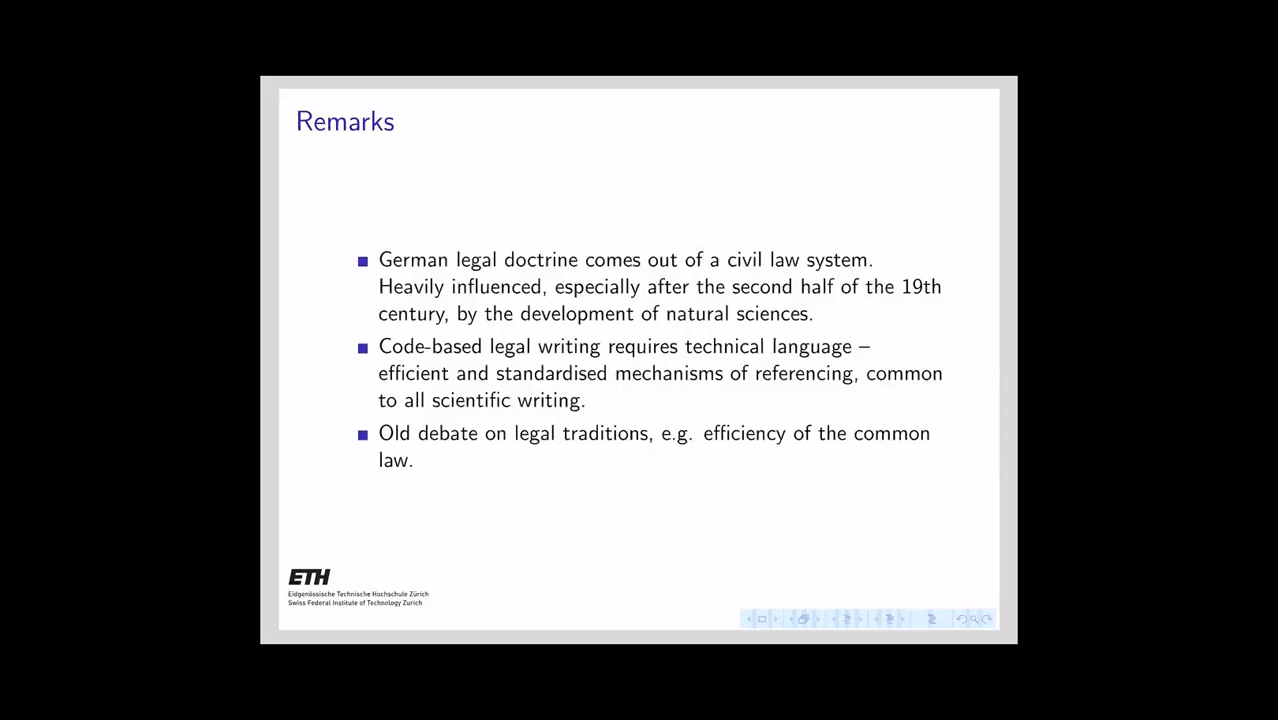 Remarks
German legal doctrine comes out of a civil law system.
Heavily influenced, especially after the second half of the 19th
century, by the development of natural sciences.
Code-based legal writing requires technical language –
efficient and standardised mechanisms of referencing, common
to all scientific writing.
Old debate on legal traditions, e.g. efficiency of the common
law.
ETH
Eidgenössische Technische Hochschule Zürich
Swiss Federal Institute of Technology Zurich